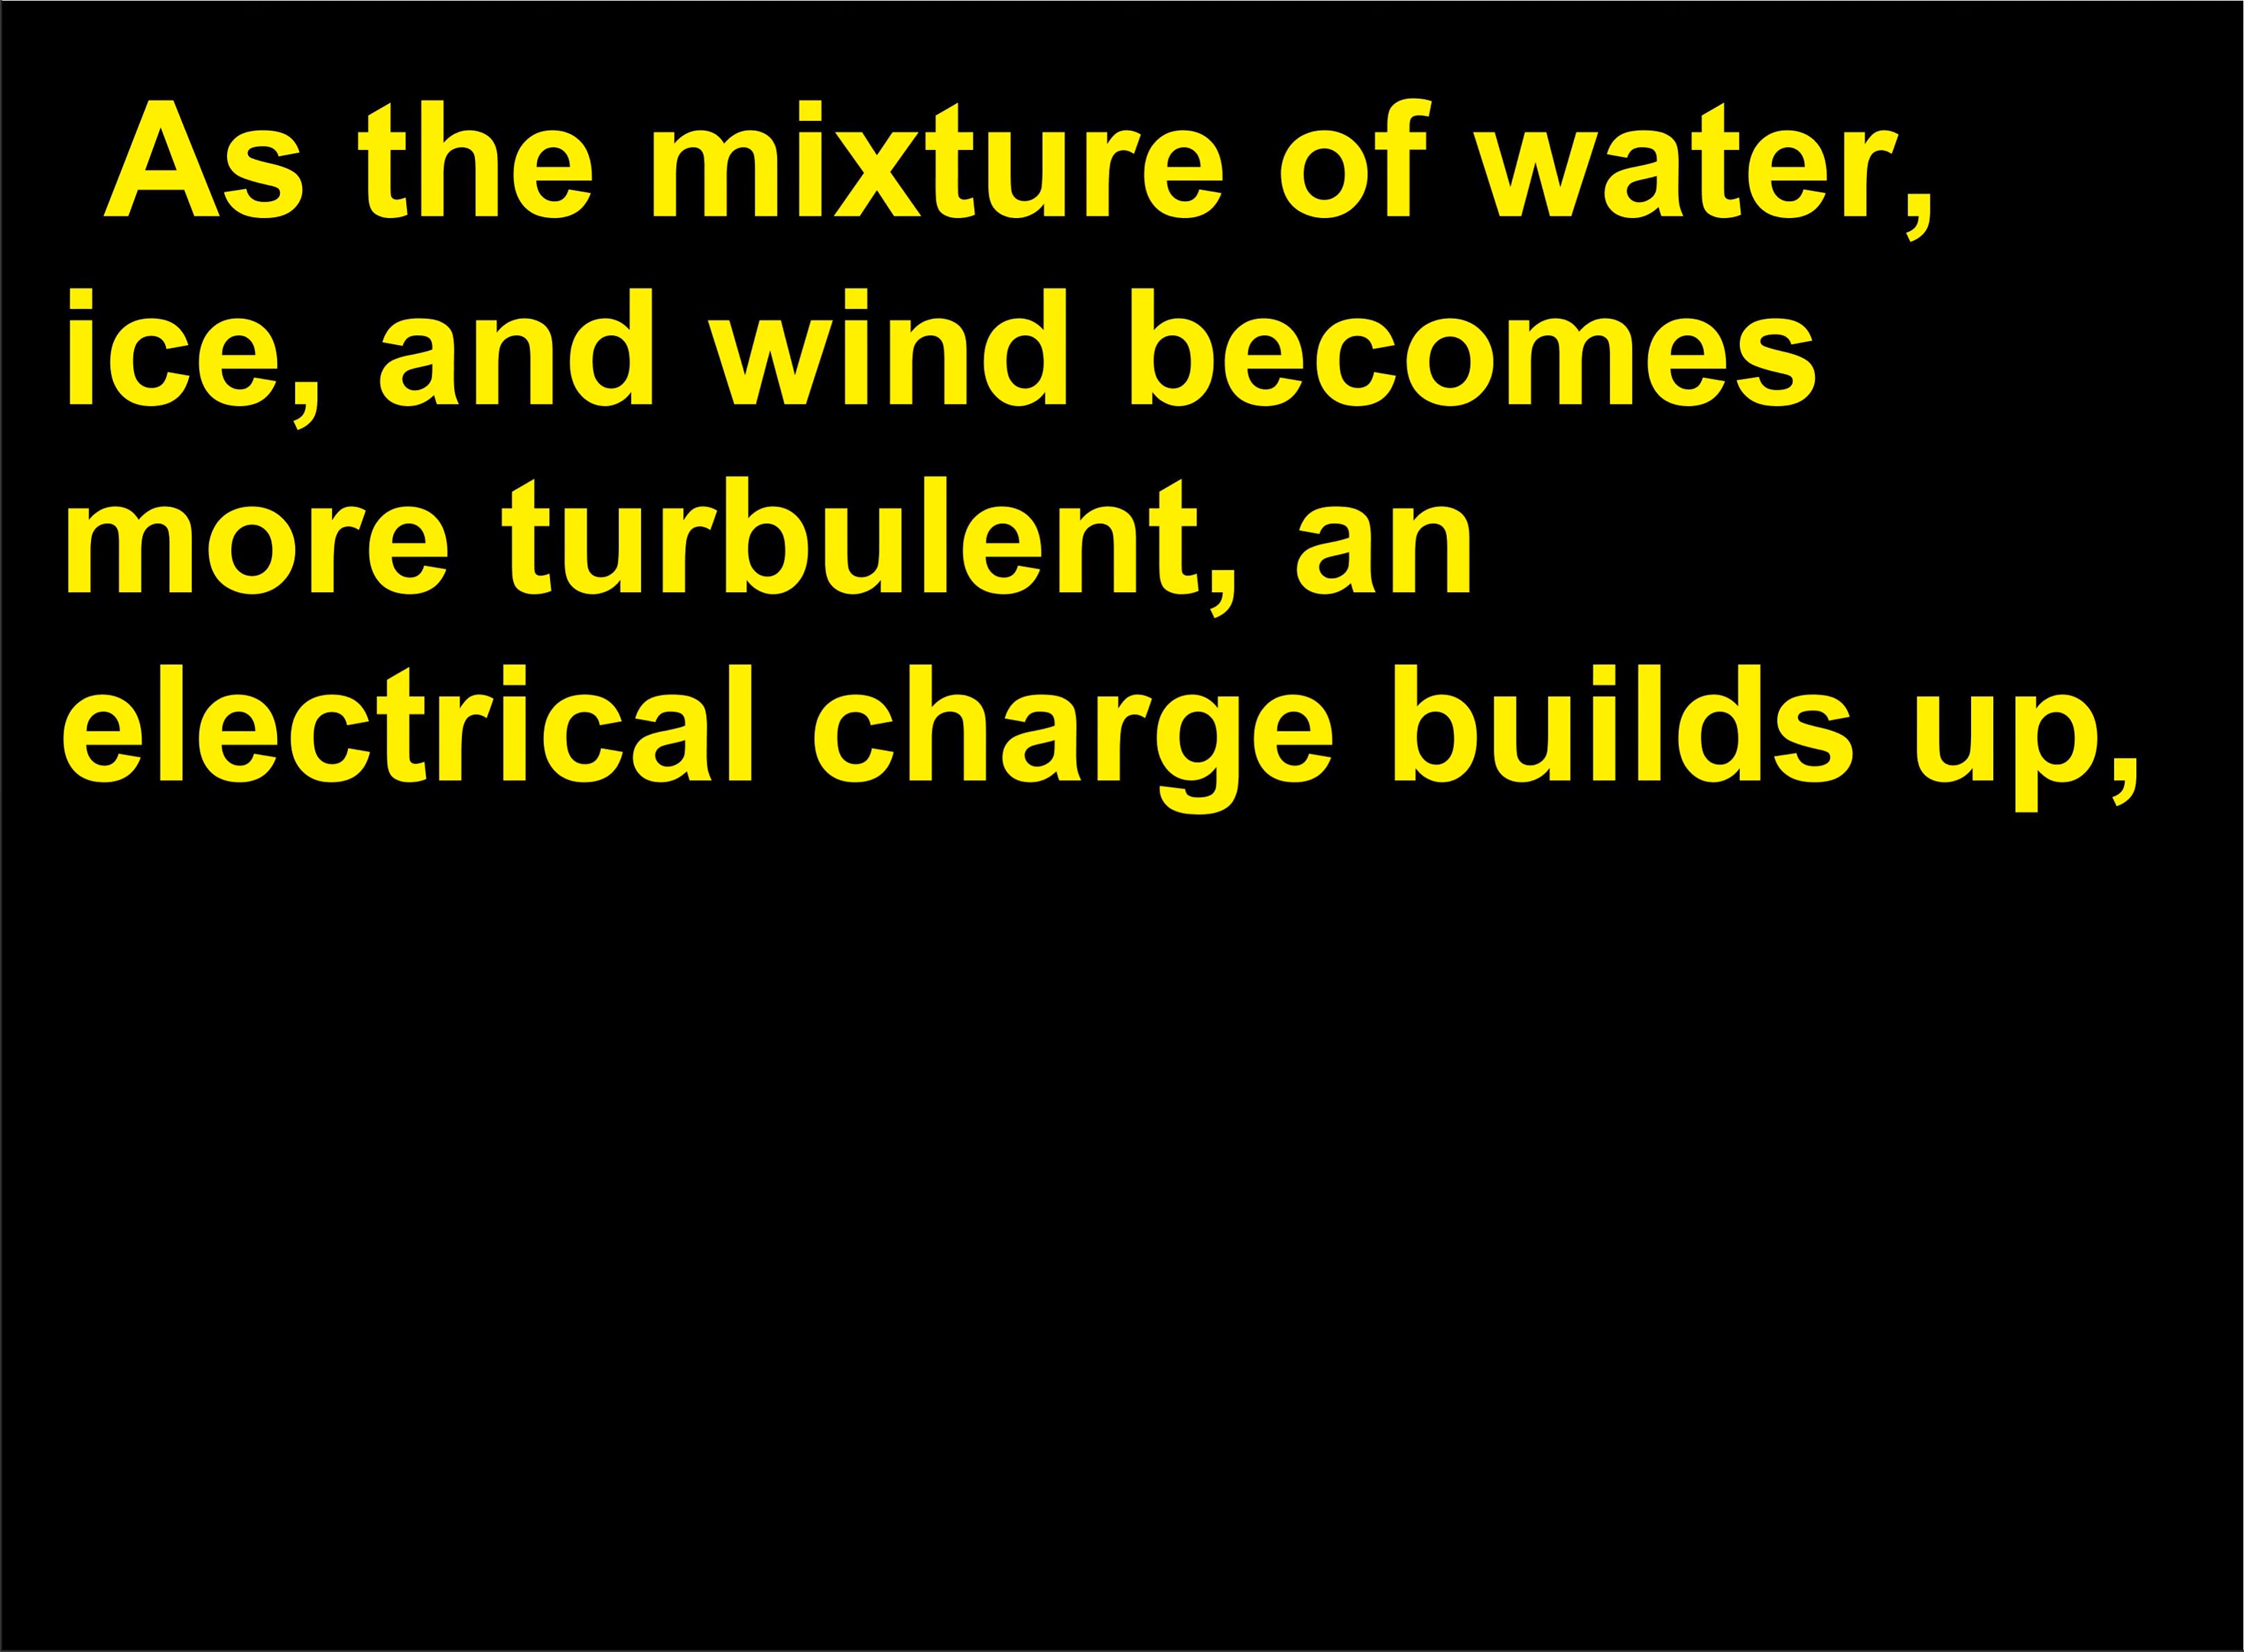 As the mixture of water,
ice, and wind becomes
more turbulent, an
electrical charge builds up,